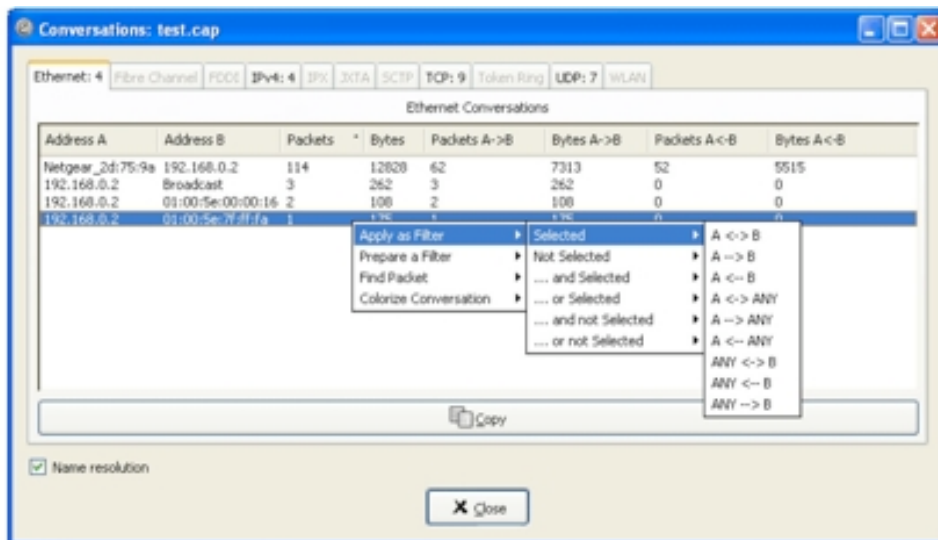 Conversations: test.cap
Ethernet: 4 Fibre Channel FDDI IPv4: 4 IPX JXTA SCTP TCP: 9 Token Ring UDP: 7 WLAN
Ethernet Conversations
Address A Address B Packets Bytes Packets A->B Bytes A->B Packets A<-B Bytes A<-B
Netgear_2d:75:9a 192.168.0.2 114 12828 62 7313 52 5515
192.168.0.2 Broadcast 3 262 3 262 0 0
192.168.0.2 01:00:5e:00:00:16 2 108 2 108 0 0
192.168.0.2 01:00:5e:7f:ff:fa 1 175 1 175 0 0
Apply as Filter Selected A <-> B
Prepare a Filter Not Selected A --> B
Find Packet .... and Selected A <-- B
Colorize Conversation .... or Selected A <-> ANY
.... and not Selected A --> ANY
.... or not Selected A <-- ANY
ANY <-> B
ANY <-- B
ANY --> B
Copy
Name resolution
Close